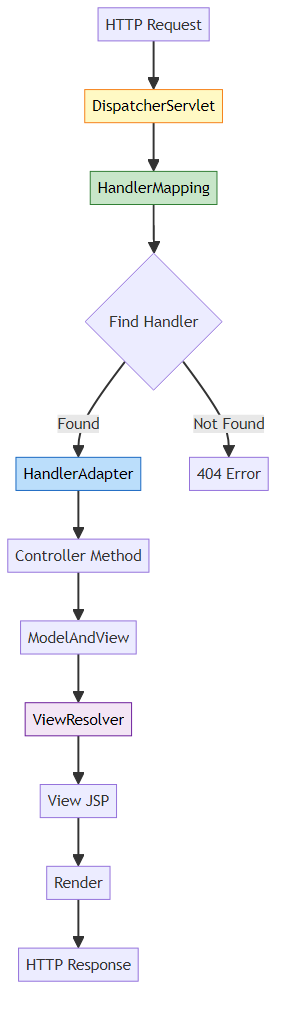 HTTP Request
DispatcherServlet
HandlerMapping
Find Handler
Found
Not Found
HandlerAdapter
404 Error
Controller Method
ModelAndView
ViewResolver
View JSP
Render
HTTP Response